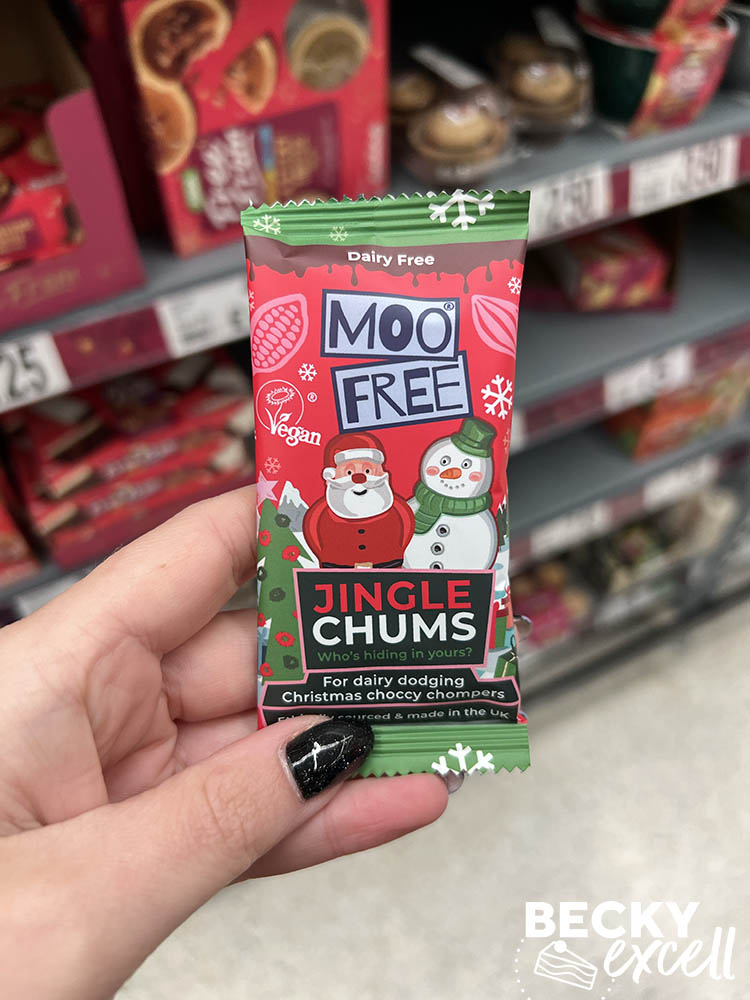 Dairy Free
MOO®
FREE
Vegan
®
JINGLE
CHUMS
Who's hiding in yours?
For dairy dodging
Christmas choccy chompers
sourced & made in the UK
25
BECKY
excell